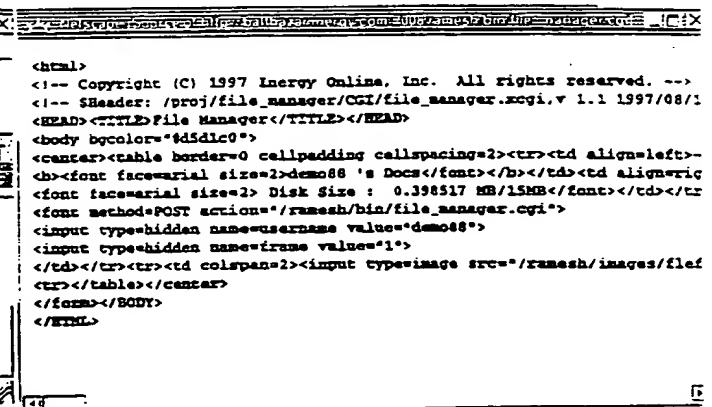 <html>
<!-- Copyright (C) 1997 Inergy Online, Inc. All rights reserved. -->
<!-- $Header: /proj/file_manager/CGI/file_manager.xcgi,v 1.1 1997/08/1
<HEAD><TITLE>File Manager</TITLE></HEAD>
<body bgcolor="#d5d1c0">
<center><table border=0 cellpadding cellspacing=2><tr><td align=left>
<b><font face=arial size=2>demo88 's Docs</font></b></td><td align=rig
<font face=arial size=2> Disk Size : 0.398517 MB/15MB</font></td></tr
<form method=POST action="/ramesh/bin/file_manager.cgi">
<input type=hidden name=username value="demo88">
<input type=hidden name=frame value="1">
</td></tr><tr><td colspan=2><input type=image src="/ramesh/images/flef
<tr></table></center>
</form></BODY>
</HTML>